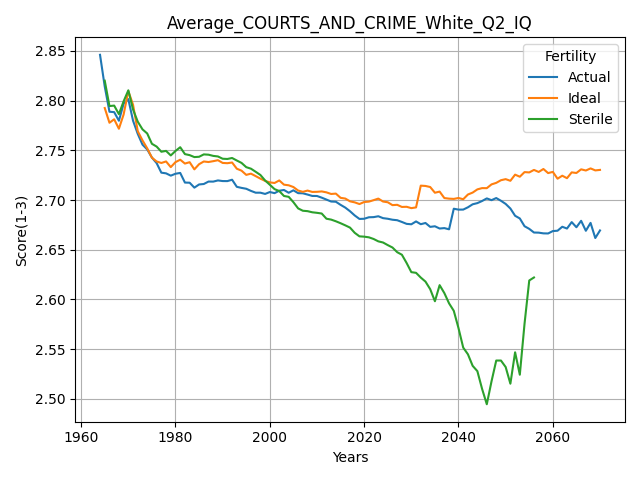 Average_COURTS_AND_CRIME_White_Q2_IQ
Fertility
Actual
Ideal
Sterile
Score(1-3)
2.85
2.80
2.75
2.70
2.65
2.60
2.55
2.50
1960 1980 2000 2020 2040 2060
Years